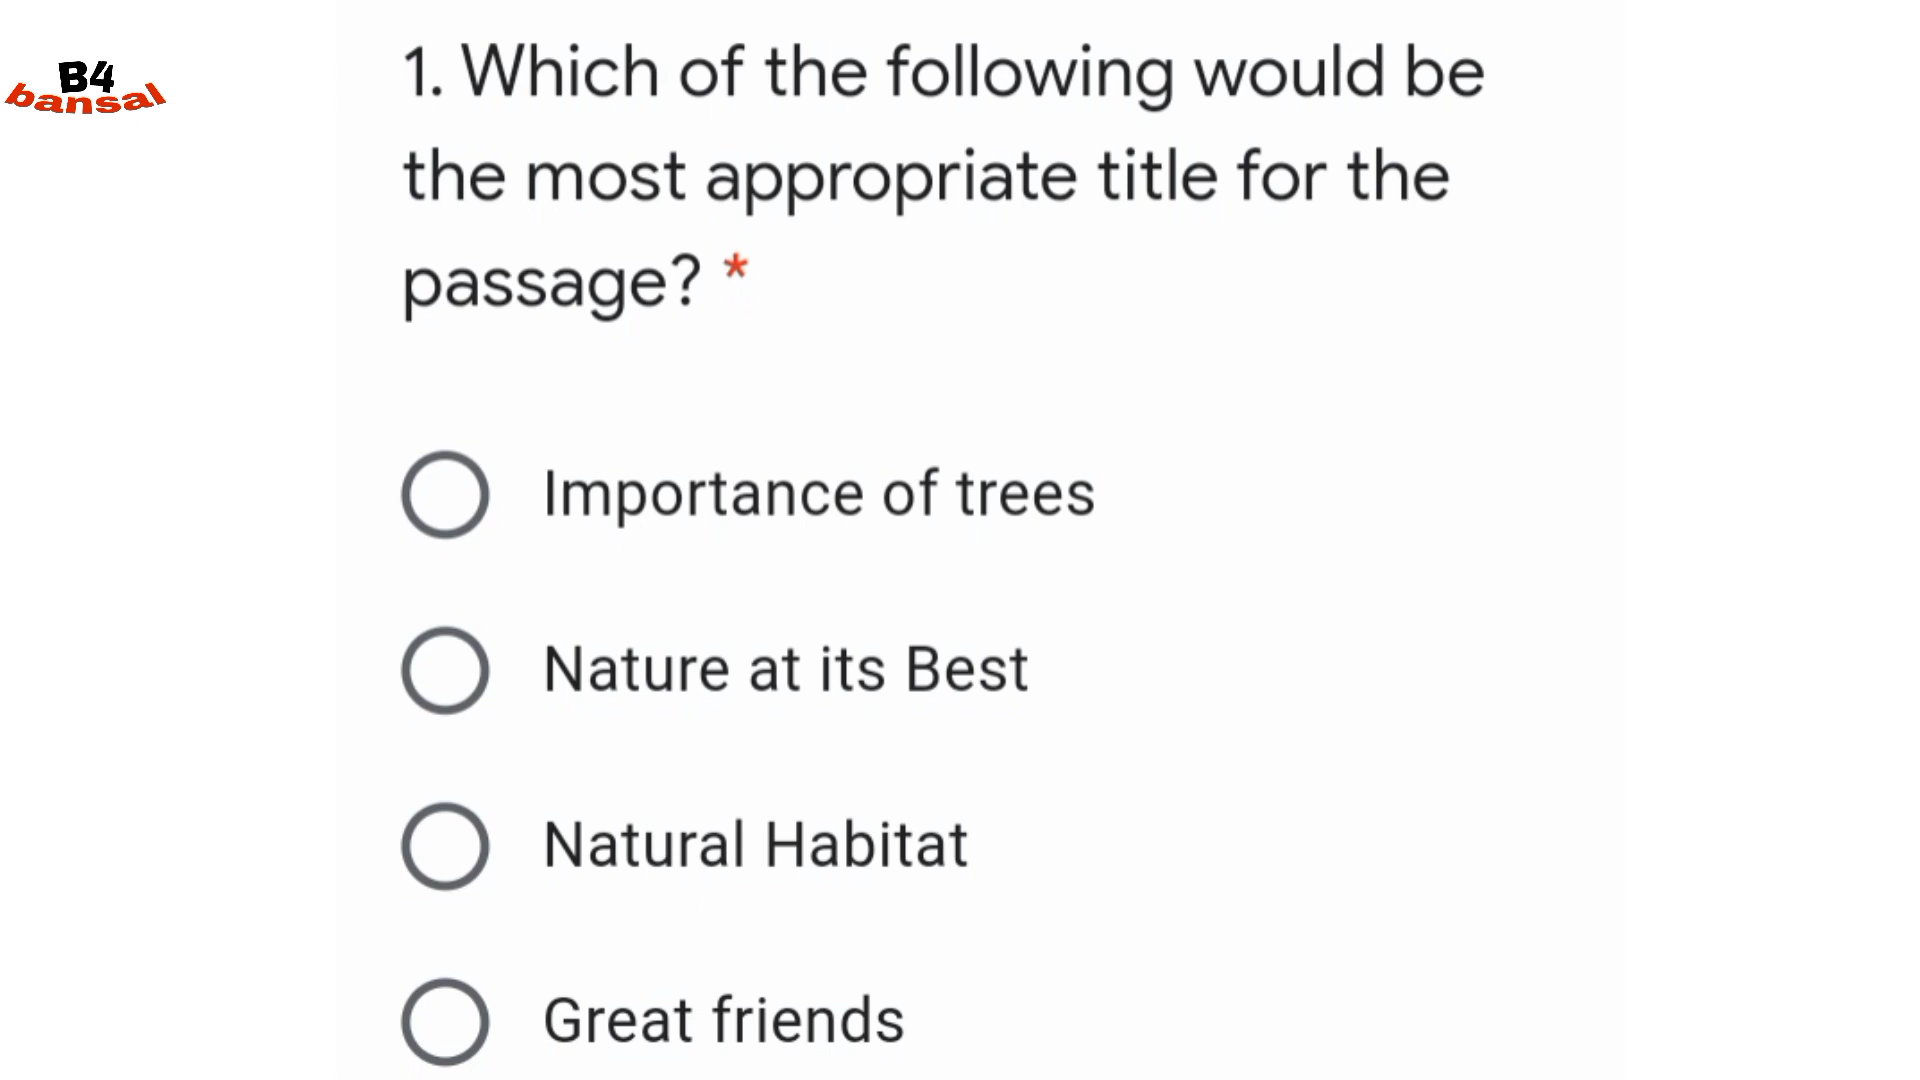 B4
bansal
1. Which of the following would be
the most appropriate title for the
passage? *
Importance of trees
Nature at its Best
Natural Habitat
Great friends